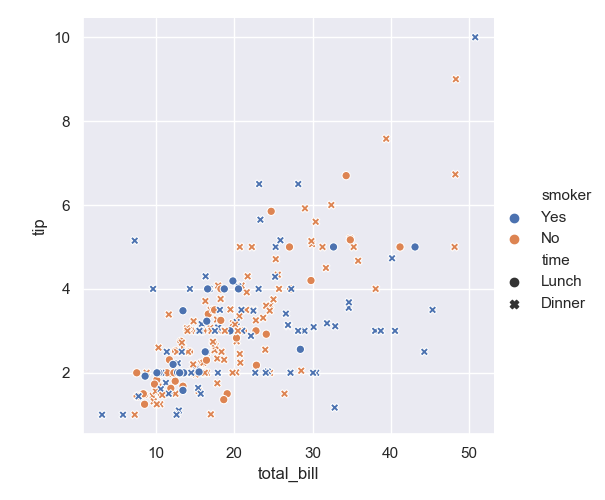 10
8
6
4
2
tip
10
20
30
40
50
total_bill
smoker
Yes
No
time
Lunch
Dinner